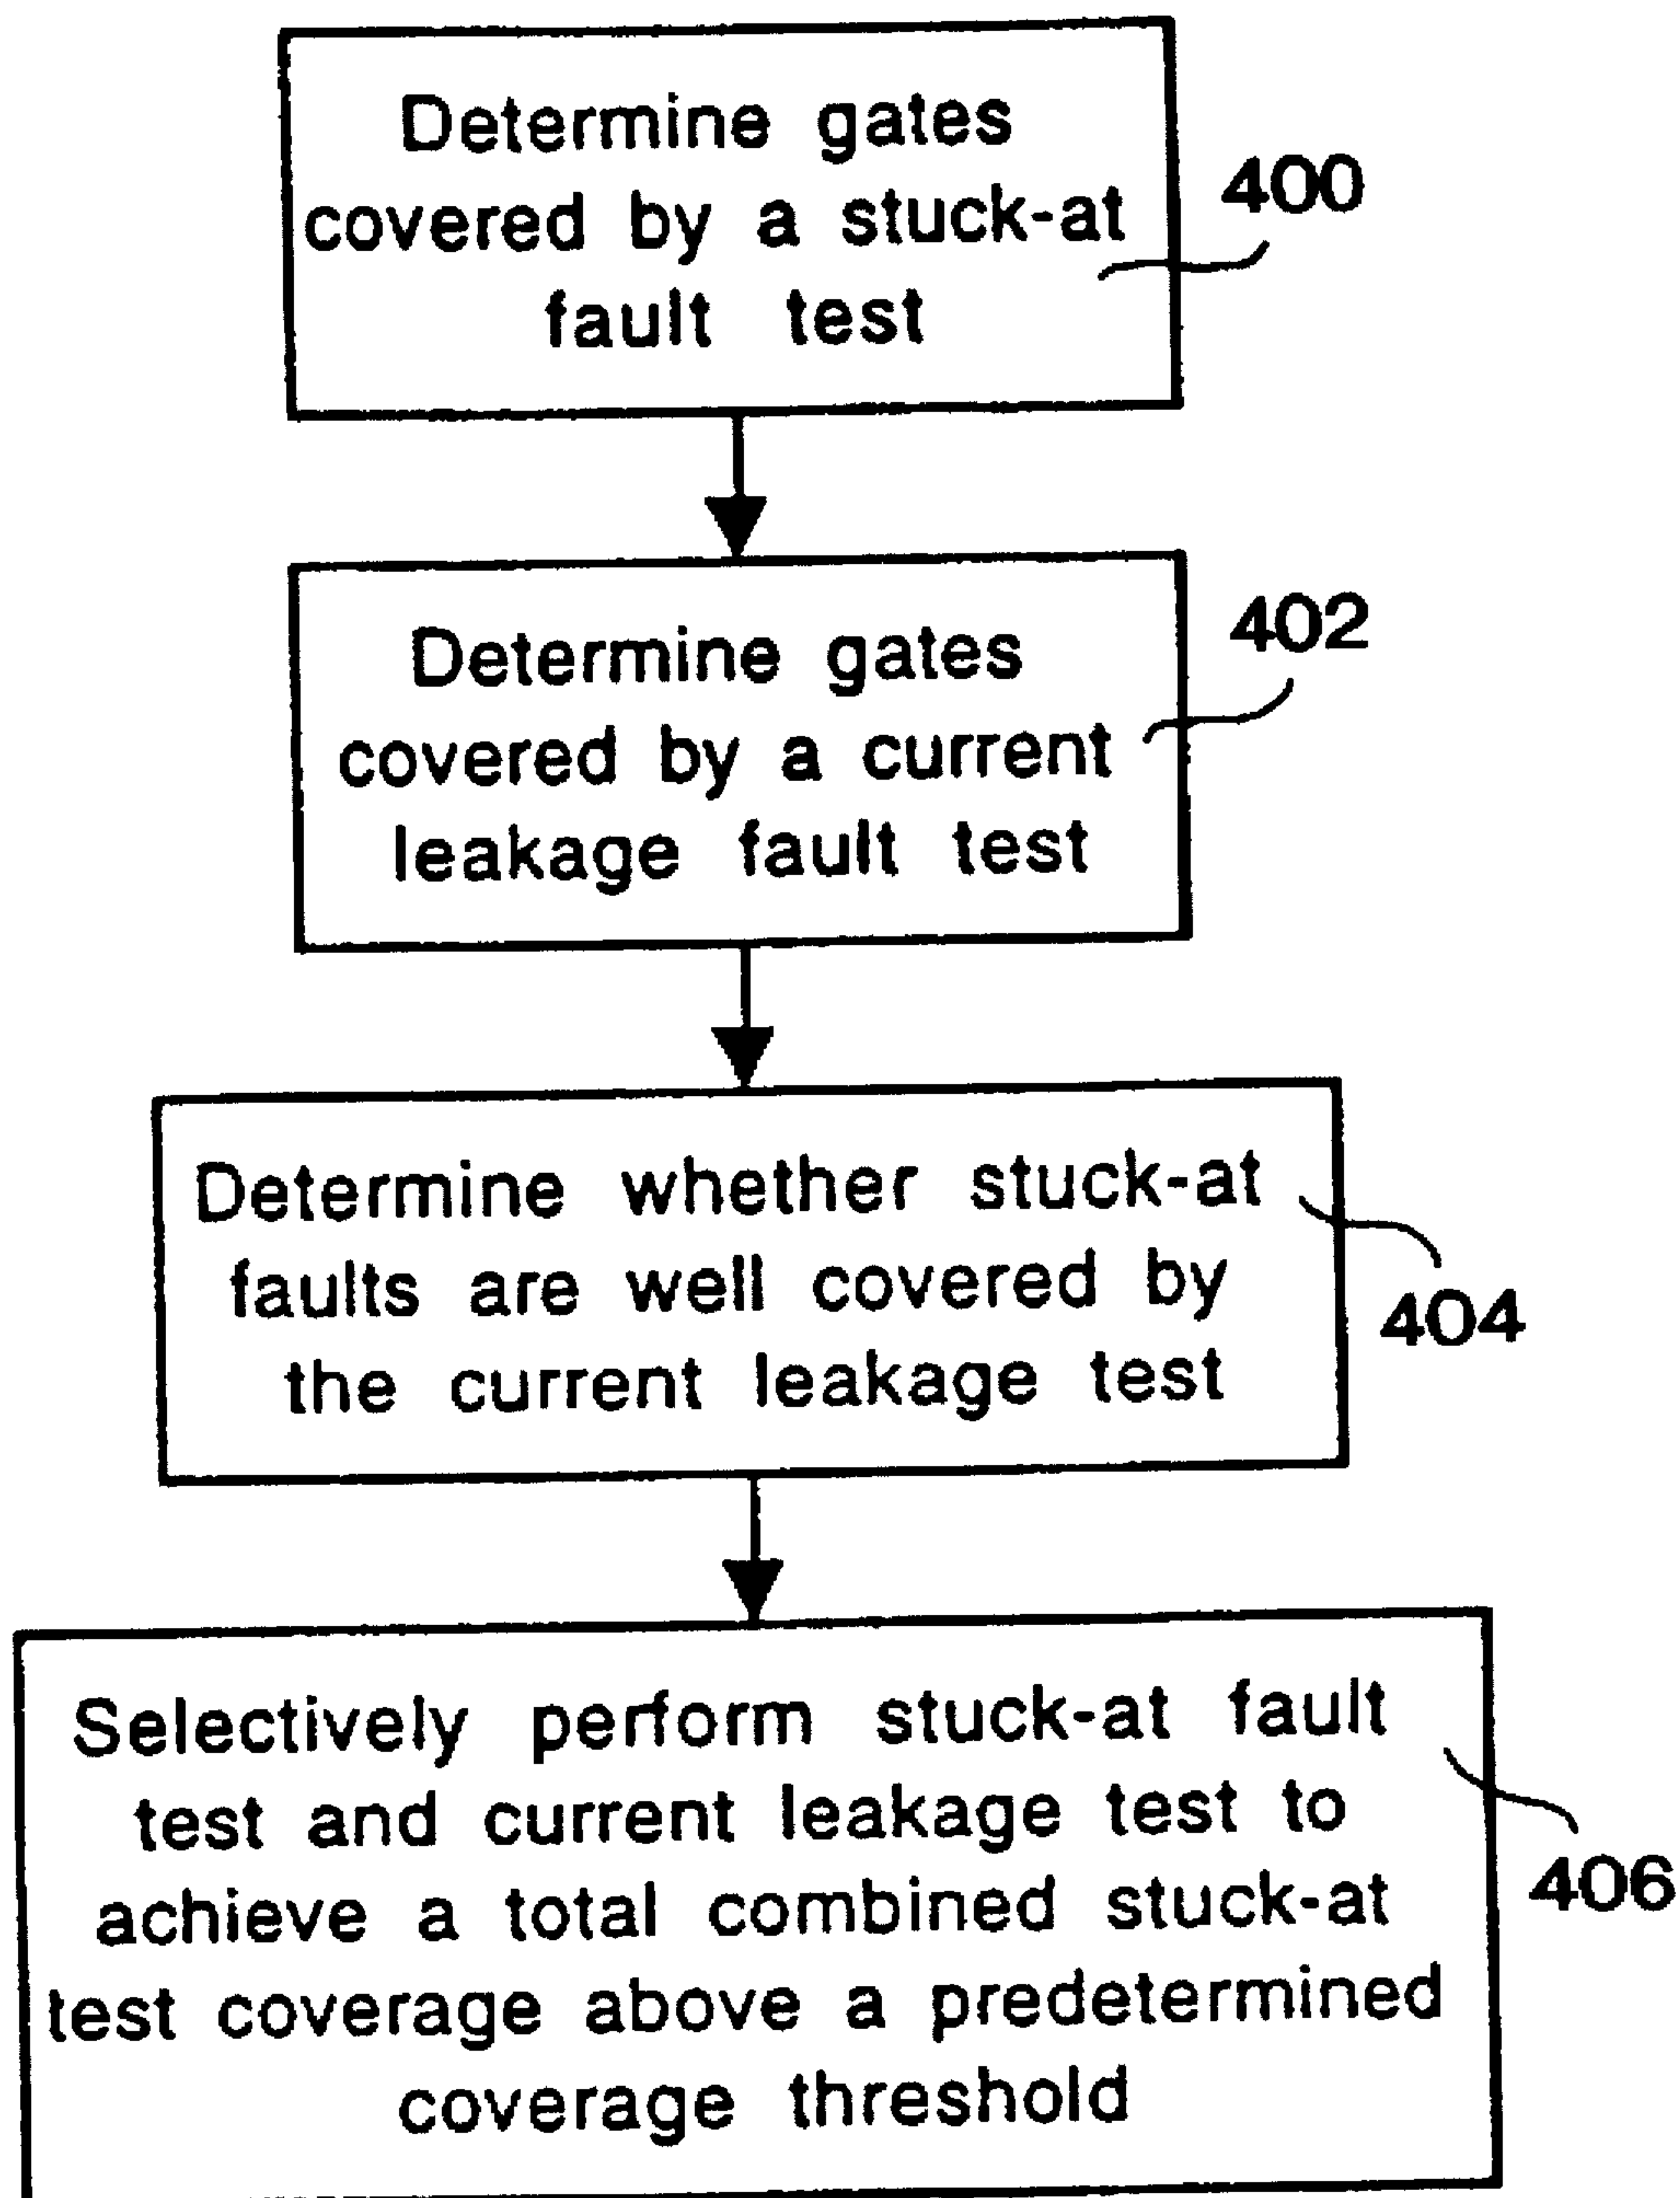 Determine gates
covered by a stuck-at
fault test
400
Determine gates
covered by a current
leakage fault test
402
Determine whether stuck-at
faults are well covered by
the current leakage test
404
Selectively perform stuck-at fault
test and current leakage test to
achieve a total combined stuck-at
test coverage above a predetermined
coverage threshold
406